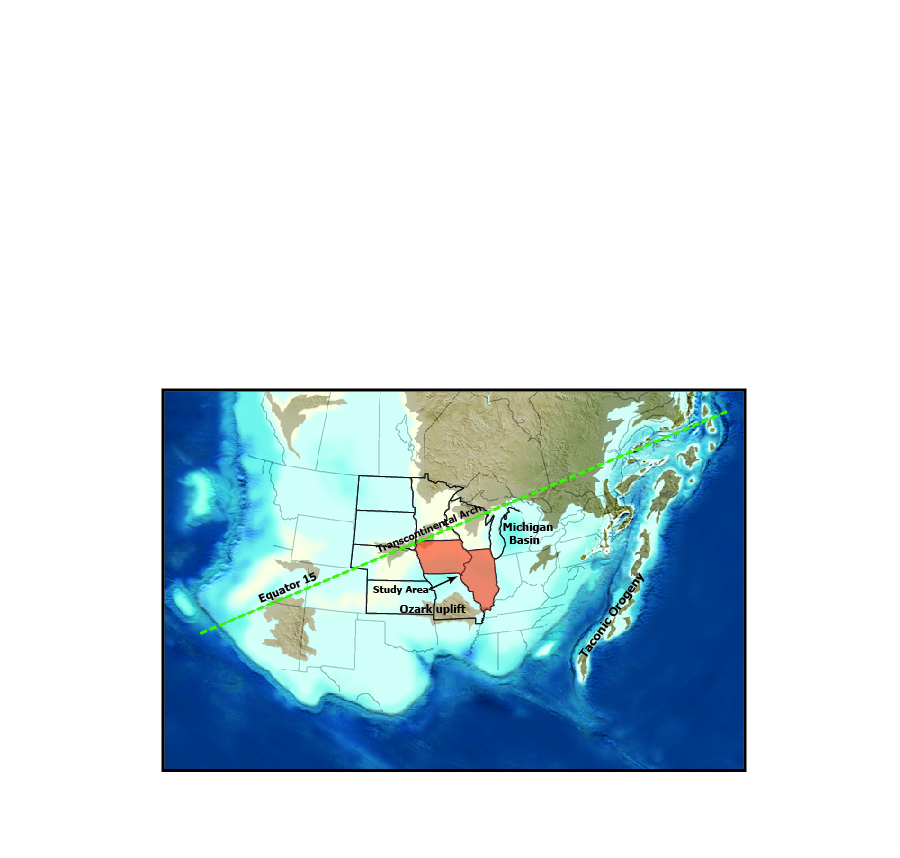 Transcontinental Arch
Michigan
Basin
Equator 15
Study Area
Ozark uplift
Taconic Orogeny